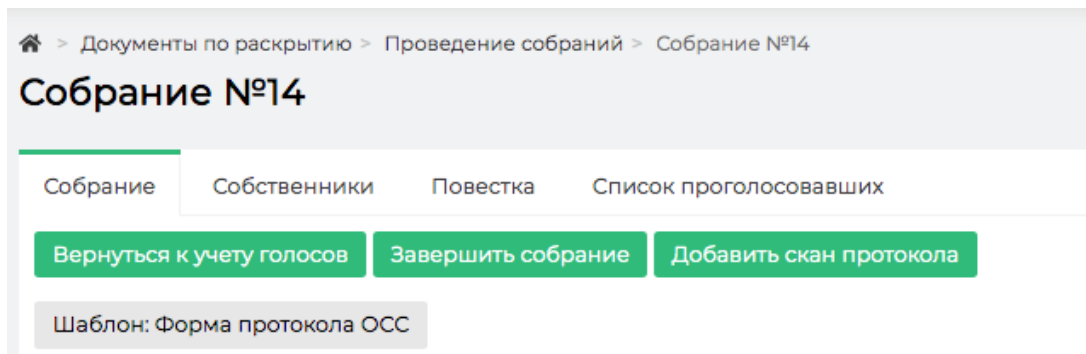 > Документы по раскрытию > Проведение собраний > Собрание №14
Собрание №14
Собрание Собственники Повестка Список проголосовавших
Вернуться к учету голосов Завершить собрание Добавить скан протокола
Шаблон: Форма протокола ОСС